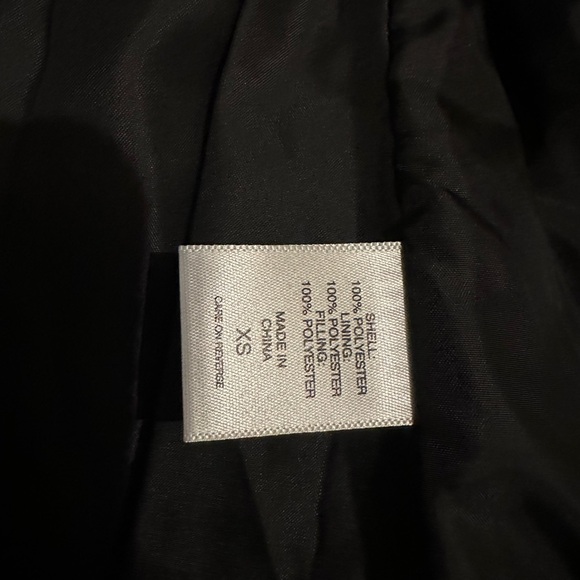 SHELL:
100% POLYESTER
LINING:
100% POLYESTER
FILLING:
100% POLYESTER
MADE IN
CHINA
XS
CARE ON REVERSE